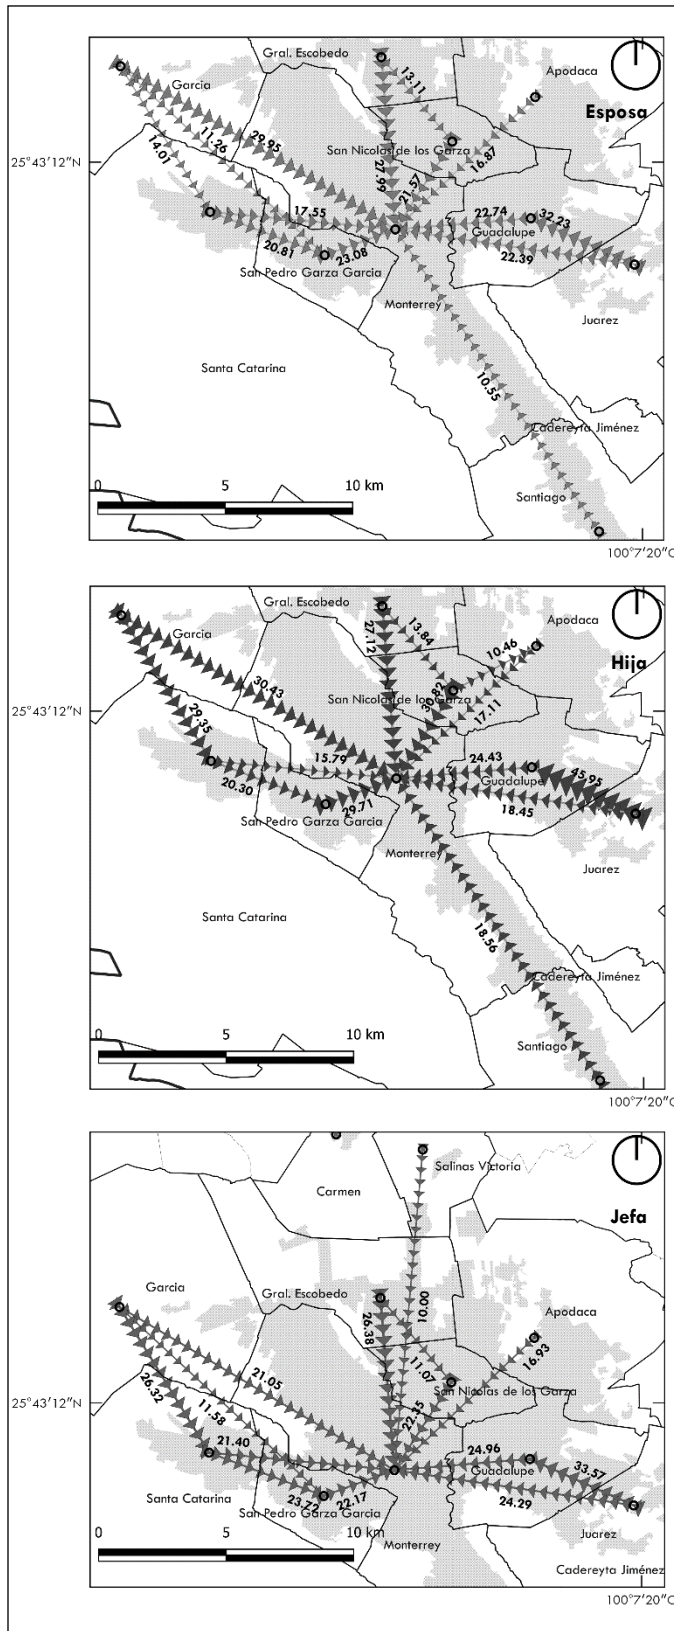 Gral. Escobedo
Apodaca
Garcia
13.11
Esposa
11.26
29.95
San Nicolas de los Garza
25°43'12"N
14.01
27.99
21.57
16.87
17.55
22.74
32.23
Guadalupe
20.81
23.08
22.39
San Pedro Garza Garcia
Monterrey
Juarez
Santa Catarina
10.55
Cadereyta Jiménez
0 5 10 km
Santiago
100°7'20"O
Gral. Escobedo
Apodaca
Garcia
27.12
13.84
10.46
Hija
30.43
San Nicolas de los Garza
25°43'12"N
29.35
30.82
17.11
15.79
24.43
45.95
Guadalupe
20.30
29.71
18.45
San Pedro Garza Garcia
Monterrey
Juarez
Santa Catarina
18.56
Cadereyta Jiménez
0 5 10 km
Santiago
100°7'20"O
Salinas Victoria
Carmen
Jefa
Garcia
Gral. Escobedo
10.00
Apodaca
26.38
16.93
11.07
21.05
San Nicolas de los Garza
25°43'12"N
26.32
11.58
22.35
21.40
24.96
33.57
Guadalupe
Santa Catarina
23.72
22.17
24.29
San Pedro Garza Garcia
Juarez
0 5 10 km
Monterrey
Cadereyta Jiménez
100°7'20"O